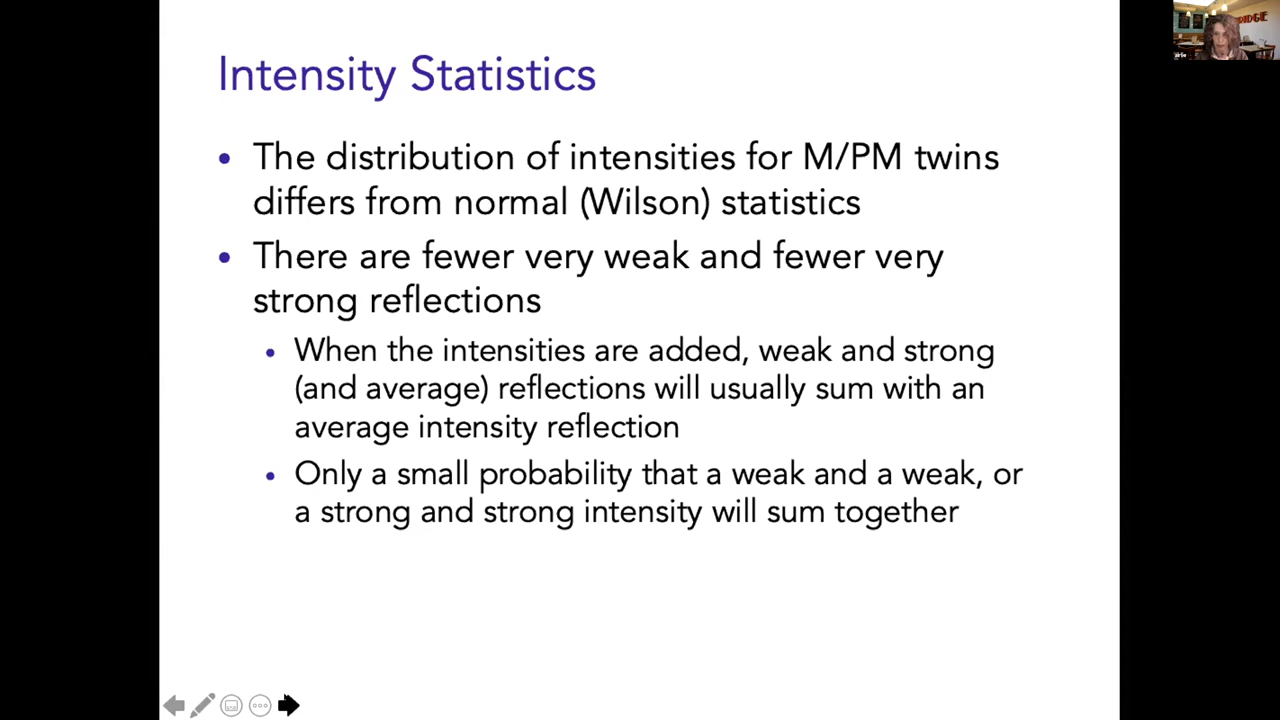 Intensity Statistics
• The distribution of intensities for M/PM twins
differs from normal (Wilson) statistics
• There are fewer very weak and fewer very
strong reflections
• When the intensities are added, weak and strong
(and average) reflections will usually sum with an
average intensity reflection
• Only a small probability that a weak and a weak, or
a strong and strong intensity will sum together